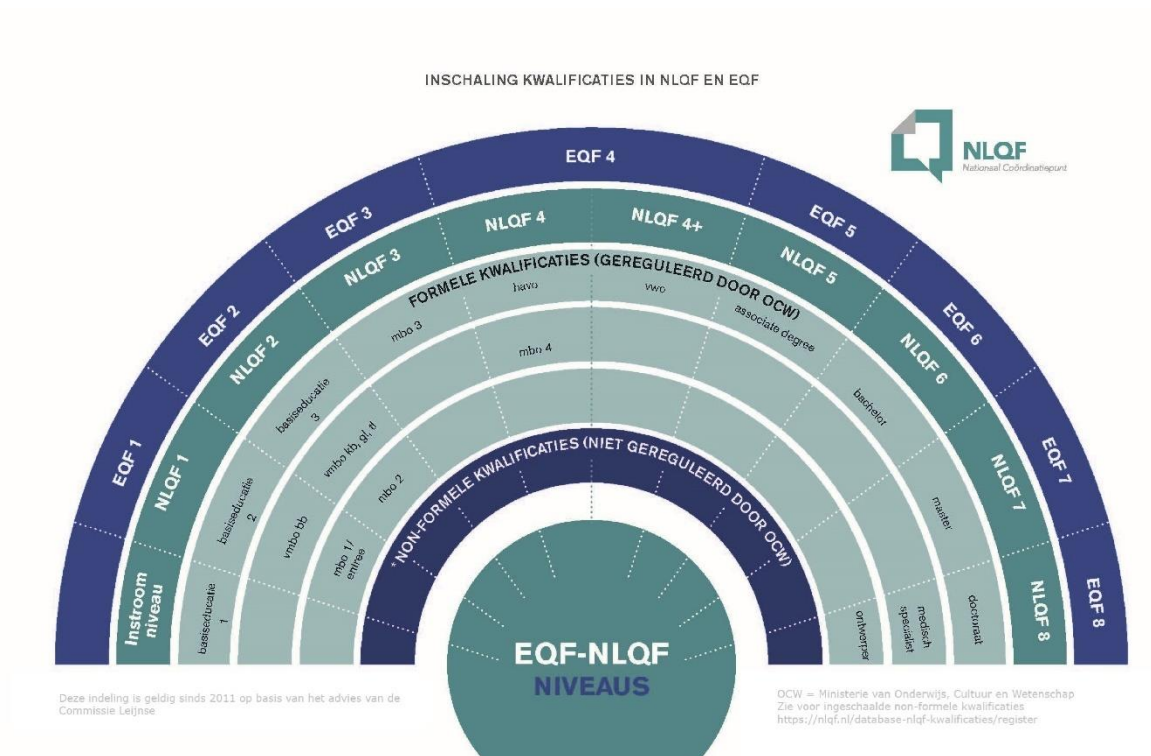 INSCHALING KWALIFICATIES IN NLQF EN EQF
NLQF
Nationaal Coördinatiepunt
EQF 1
EQF 2
EQF 3
EQF 4
EQF 5
EQF 6
EQF 7
EQF 8
Instroom
niveau
NLQF 1
NLQF 2
NLQF 3
NLQF 4
NLQF 4+
NLQF 5
NLQF 6
NLQF 7
NLQF 8
FORMELE KWALIFICATIES (GEREGULEERD DOOR OCW)
basiseducatie
1
basiseducatie
2
basiseducatie
3
mbo 3
havo
vwo
associate degree
bachelor
master
doctoraat
vmbo bb
vmbo kb, gl, tl
mbo 4
medisch
specialist
mbo 1/
entree
mbo 2
ontwerper
*NON-FORMELE KWALIFICATIES (NIET GEREGULEERD DOOR OCW)
EQF-NLQF
NIVEAUS
Deze indeling is geldig sinds 2011 op basis van het advies van de
Commissie Leijnse
OCW = Ministerie van Onderwijs, Cultuur en Wetenschap
Zie voor ingeschaalde non-formele kwalificaties
https://nlqf.nl/database-nlqf-kwalificaties/register